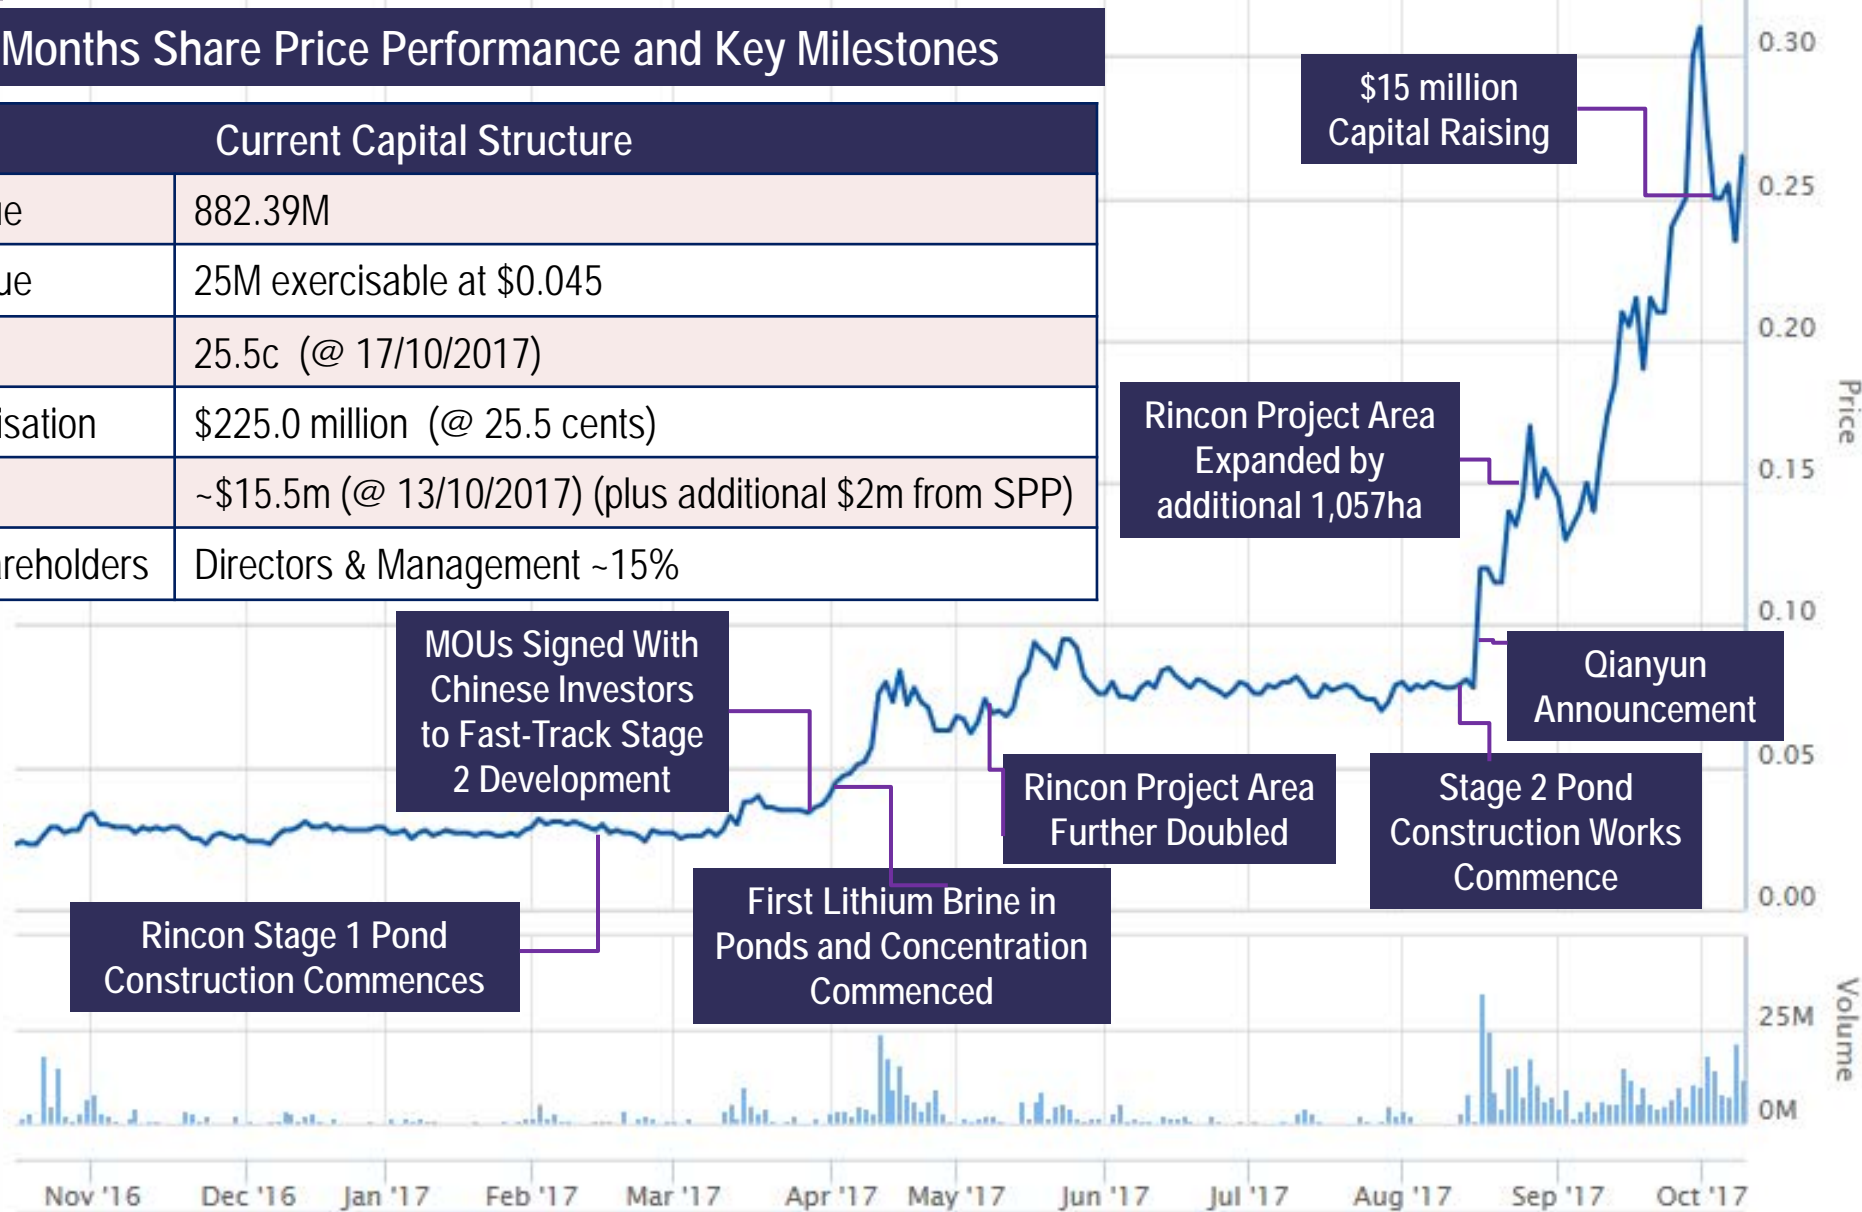 Months Share Price Performance and Key Milestones
Current Capital Structure
ue 882.39M
ue 25M exercisable at $0.045
25.5c (@ 17/10/2017)
isation $225.0 million (@ 25.5 cents)
~$15.5m (@ 13/10/2017) (plus additional $2m from SPP)
reholders Directors & Management ~15%
$15 million
Capital Raising
Rincon Project Area
Expanded by
additional 1,057ha
MOUs Signed With
Chinese Investors
to Fast-Track Stage
2 Development
Qianyun
Announcement
Rincon Project Area
Further Doubled
Stage 2 Pond
Construction Works
Commence
First Lithium Brine in
Ponds and Concentration
Commenced
Rincon Stage 1 Pond
Construction Commences
0.30
0.25
0.20
0.15
0.10
0.05
0.00
Price
25M
0M
Volume
Nov '16 Dec '16 Jan '17 Feb '17 Mar '17 Apr '17 May '17 Jun '17 Jul '17 Aug '17 Sep '17 Oct '17